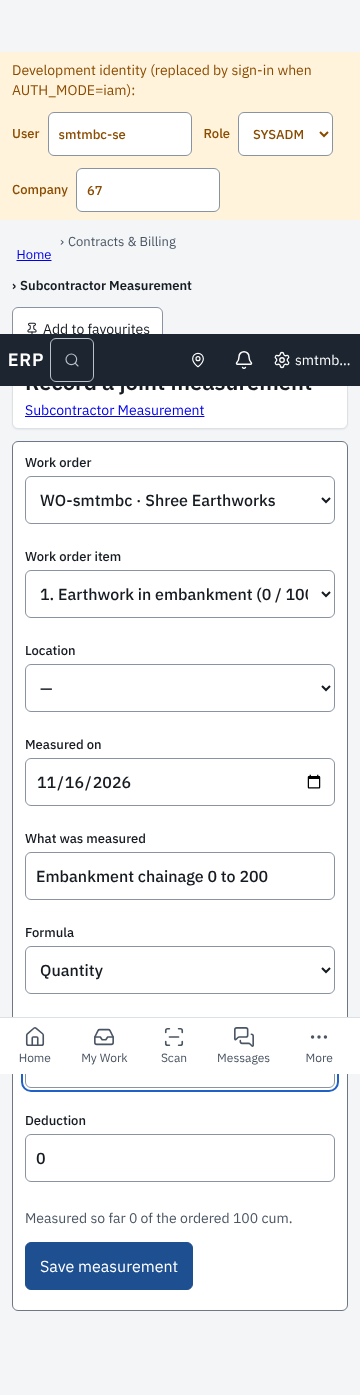 Development identity (replaced by sign-in when
AUTH_MODE=iam):
User smtmbc-se Role SYSADM
Company 67
› Contracts & Billing
Home
› Subcontractor Measurement
Add to favourites
ERP smtmb...
Record a joint measurement
Subcontractor Measurement
Work order
WO-smtmbc · Shree Earthworks
Work order item
1. Earthwork in embankment (0 / 100
Location
—
Measured on
11/16/2026
What was measured
Embankment chainage 0 to 200
Formula
Quantity
Home My Work Scan Messages More
Deduction
0
Measured so far 0 of the ordered 100 cum.
Save measurement